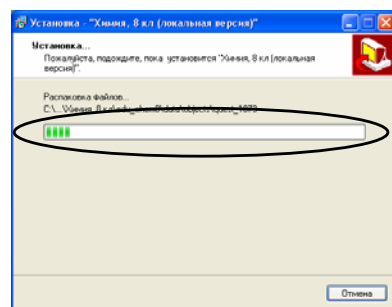 Установка - "Химия, 8 кл (локальная версия)"
Установка...
Пожалуйста, подождите, пока установится "Химия, 8 кл (локальная
версия)".
Распаковка файлов...
Отмена